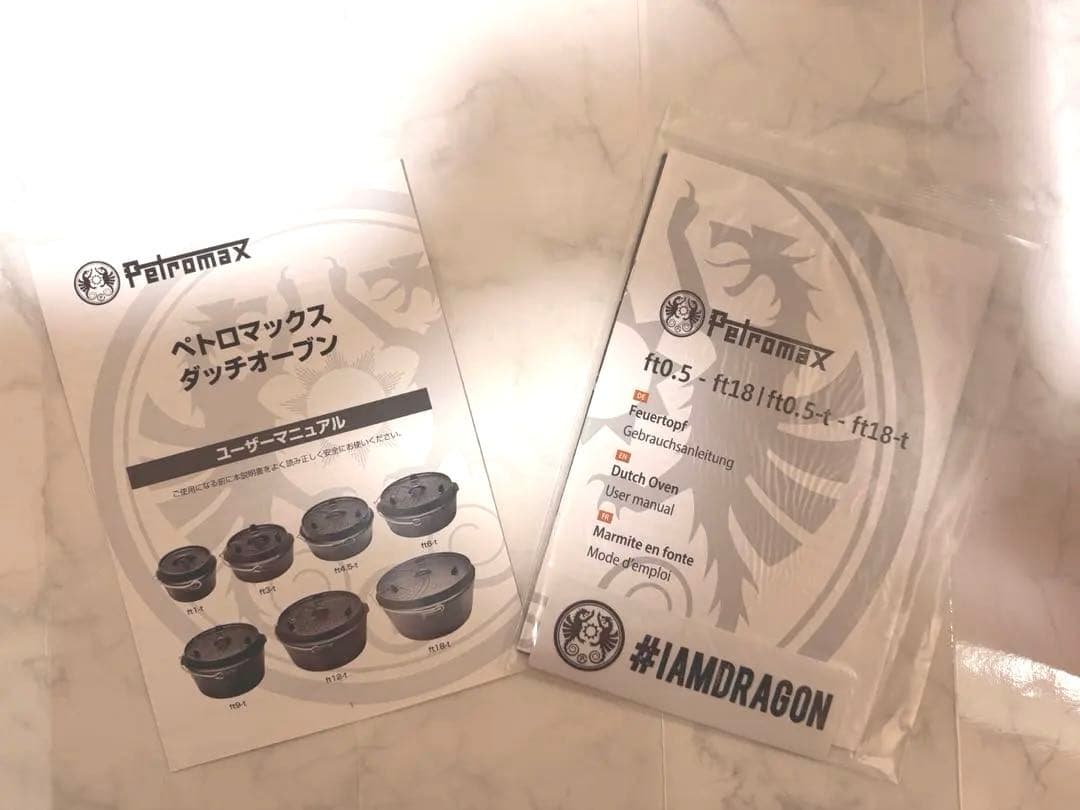 Petromax
ペトロマックス
ダッチオーブン
ユーザーマニュアル
ご使用になる前に本説明書をよく読み正しく安全にお使いください。
ft1-t
ft3-t
ft4.5-t
ft6-t
ft9-t
ft12-t
ft18-t
1
Petromax
ft0.5 - ft18 | ft0.5-t - ft18-t
DE
Feuertopf
Gebrauchsanleitung
EN
Dutch Oven
User manual
FR
Marmite en fonte
Mode d'emploi
#IAMDRAGON